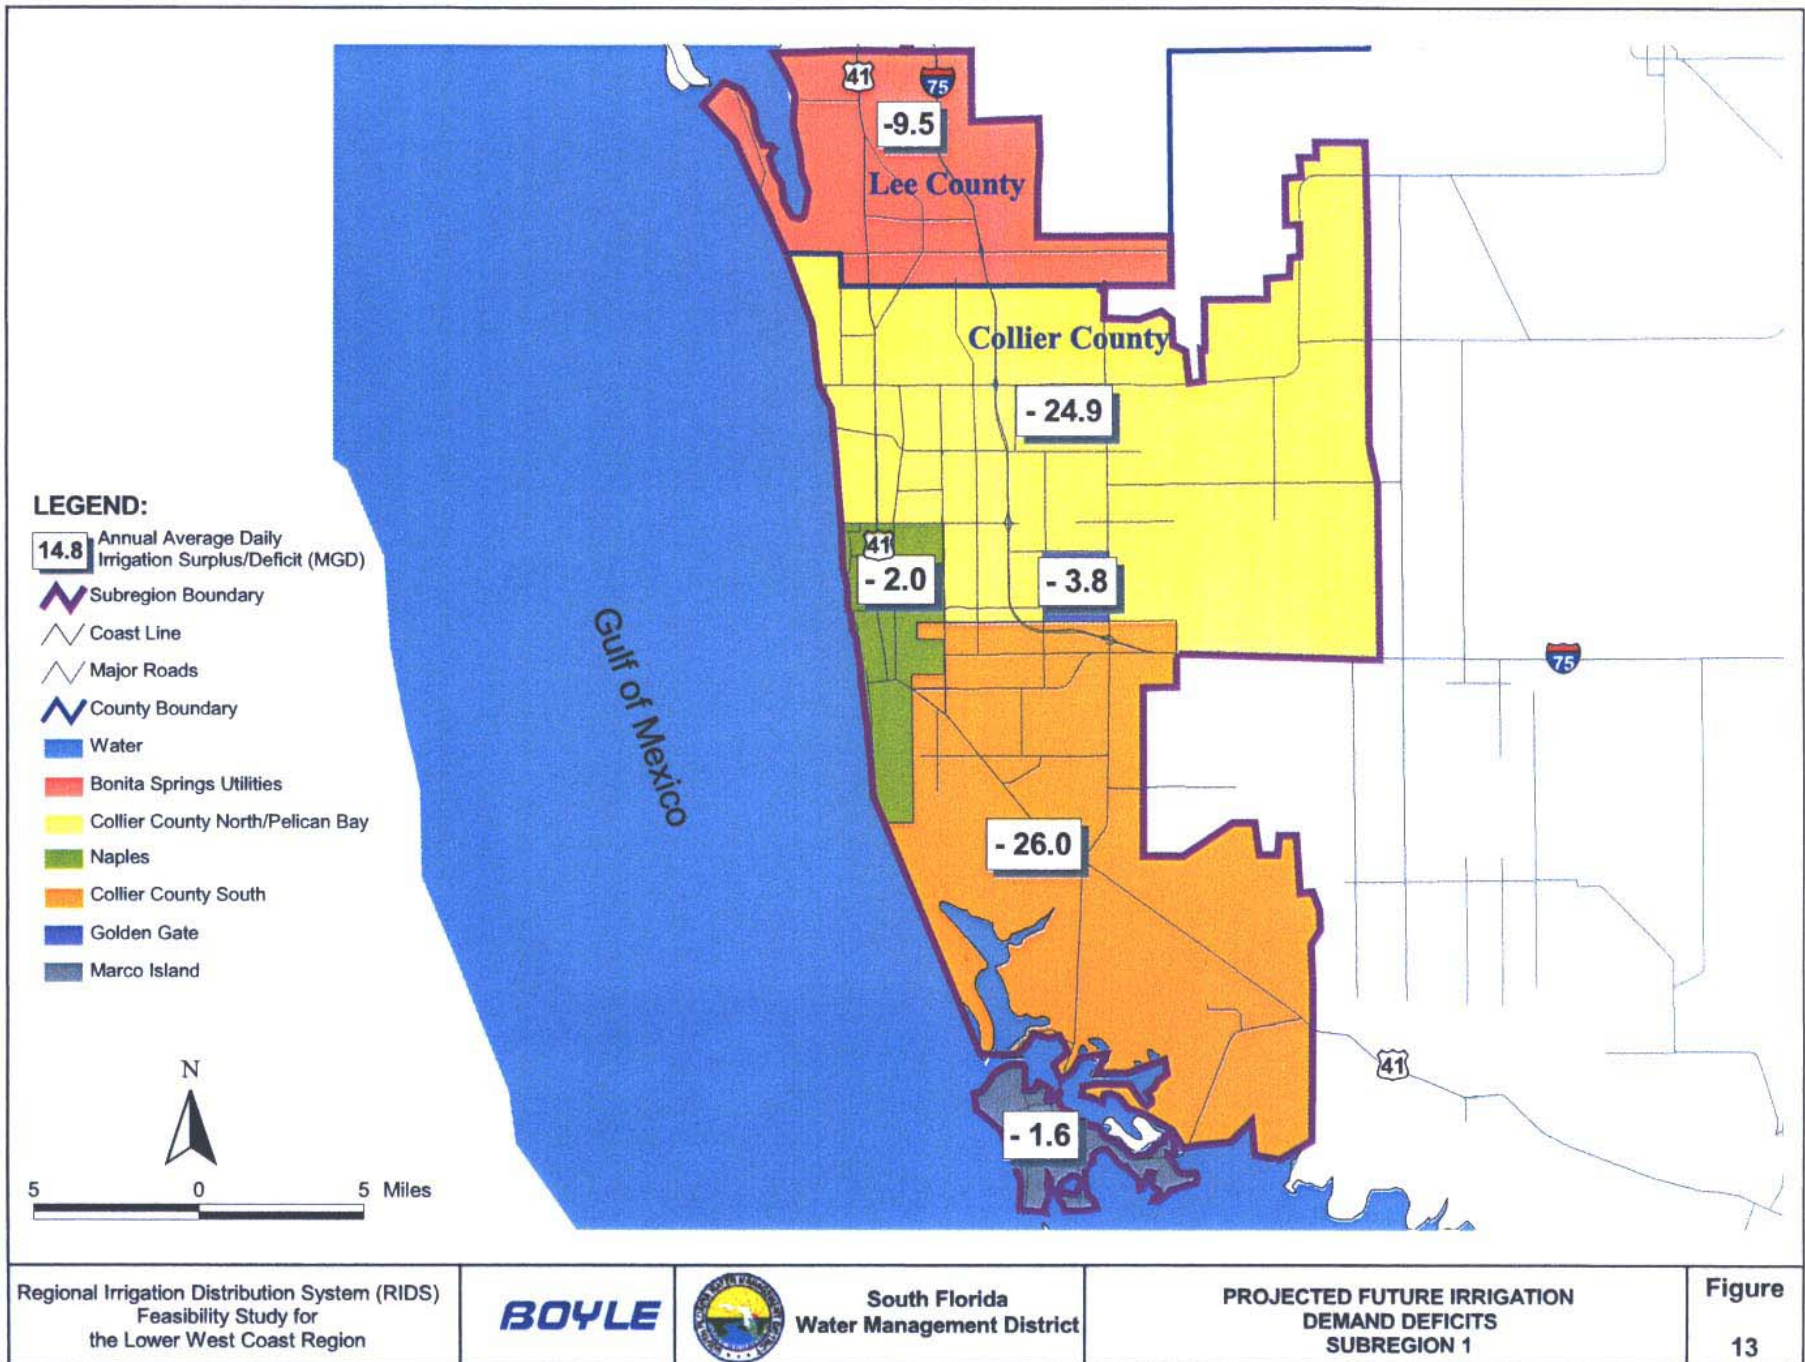 41
75
-9.5
Lee County
Collier County
- 24.9
41
- 2.0
- 3.8
75
Gulf of Mexico
- 26.0
41
- 1.6
LEGEND:
14.8
Annual Average Daily
Irrigation Surplus/Deficit (MGD)
Subregion Boundary
Coast Line
Major Roads
County Boundary
Water
Bonita Springs Utilities
Collier County North/Pelican Bay
Naples
Collier County South
Golden Gate
Marco Island
N
5 0 5 Miles
Regional Irrigation Distribution System (RIDS)
Feasibility Study for
the Lower West Coast Region
BOYLE
South Florida
Water Management District
PROJECTED FUTURE IRRIGATION
DEMAND DEFICITS
SUBREGION 1
Figure
13